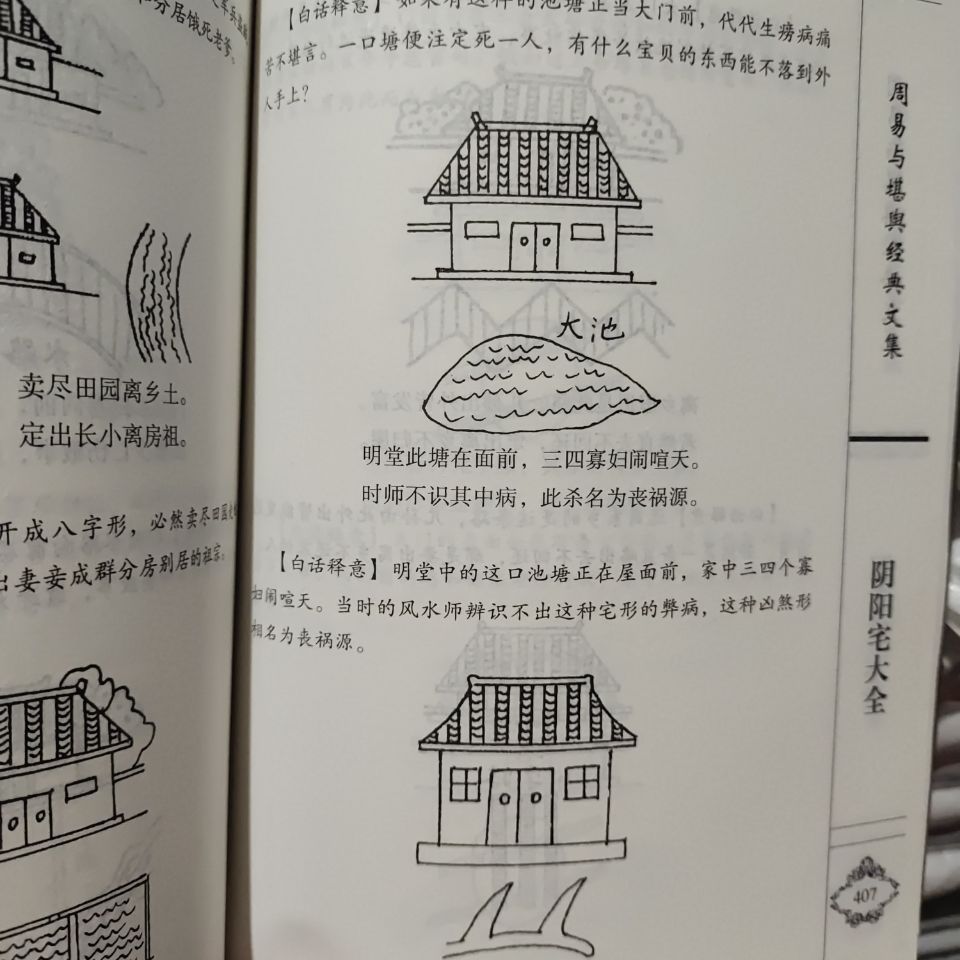 分居饿死老爹。
卖尽田园离乡土。
定出长小离房祖。
开成八字形，必然卖尽田园
出妻妾成群分房别居的祖宗。
【白话释意】如果有这种的池塘正当大门前，代代生痨病痛
苦不堪言。一口塘便注定死一人，有什么宝贝的东西能不落到外
人手上？
大池
明堂此塘在面前，三四寡妇闹喧天。
时师不识其中病，此杀名为丧祸源。
【白话释意】明堂中的这口池塘正在屋面前，家中三四个寡
妇闹喧天。当时的风水师辨识不出这种宅形的弊病，这种凶煞形
相名为丧祸源。
周易与堪舆经典文集
阴阳宅大全
407